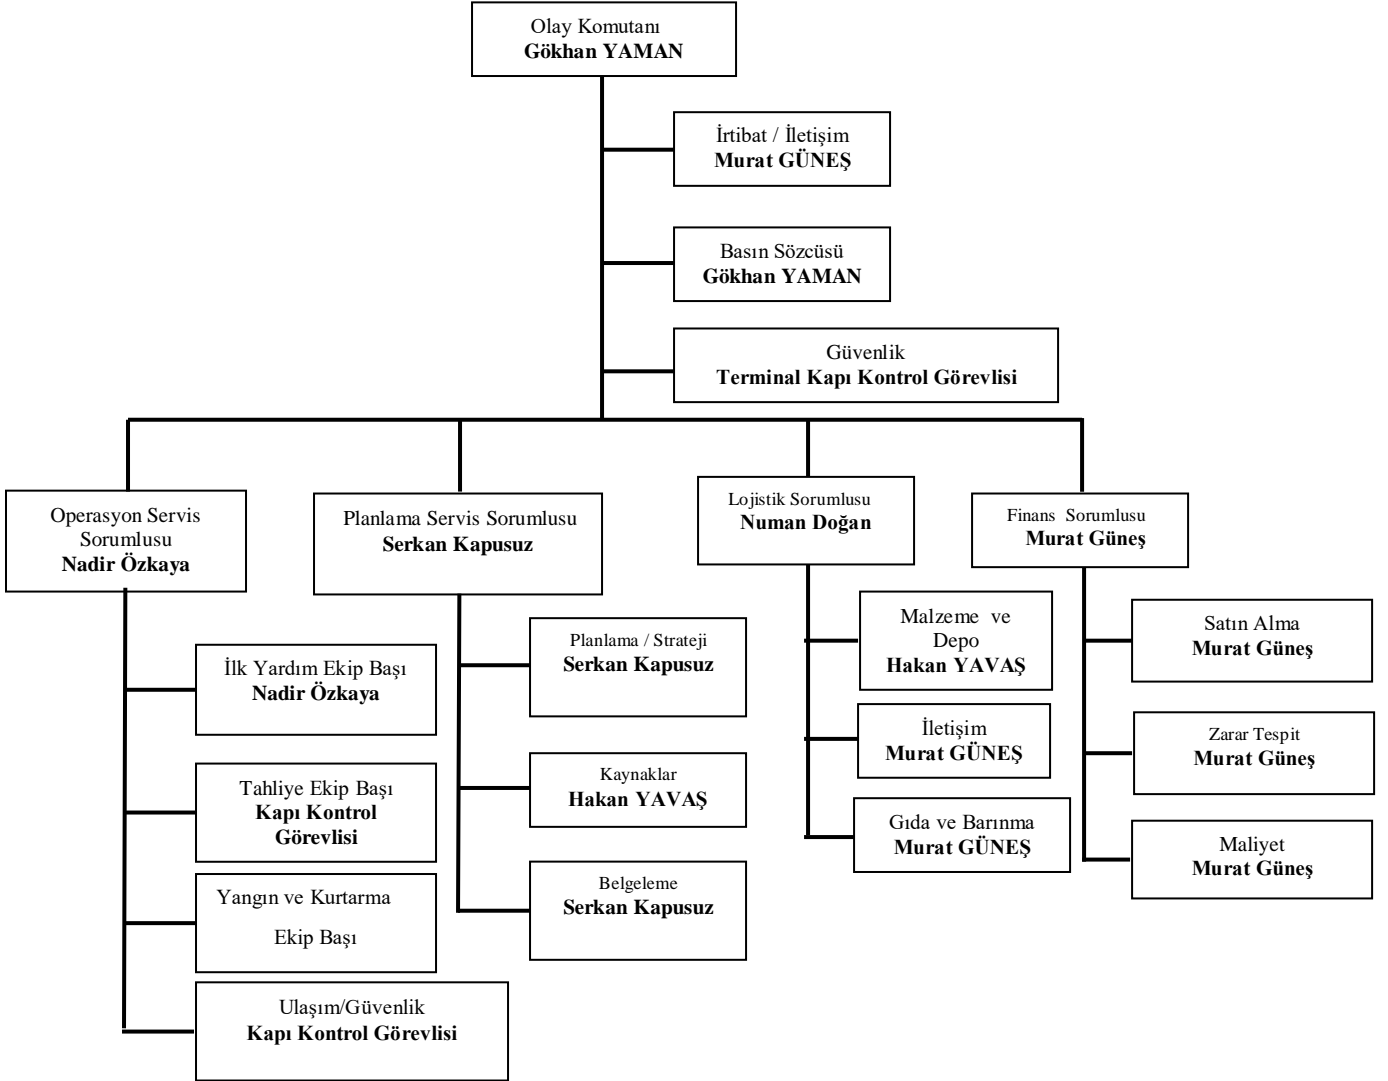 Olay Komutanı
Gökhan YAMAN
İrtibat / İletişim
Murat GÜNEŞ
Basın Sözcüsü
Gökhan YAMAN
Güvenlik
Terminal Kapı Kontrol Görevlisi
Operasyon Servis
Sorumlusu
Nadir Özkaya
Planlama Servis Sorumlusu
Serkan Kapusuz
Lojistik Sorumlusu
Numan Doğan
Finans Sorumlusu
Murat Güneş
İlk Yardım Ekip Başı
Nadir Özkaya
Tahliye Ekip Başı
Kapı Kontrol
Görevlisi
Yangın ve Kurtarma
Ekip Başı
Ulaşım/Güvenlik
Kapı Kontrol Görevlisi
Planlama / Strateji
Serkan Kapusuz
Kaynaklar
Hakan YAVAŞ
Belgeleme
Serkan Kapusuz
Malzeme ve
Depo
Hakan YAVAŞ
İletişim
Murat GÜNEŞ
Gıda ve Barınma
Murat GÜNEŞ
Satın Alma
Murat Güneş
Zarar Tespit
Murat Güneş
Maliyet
Murat Güneş